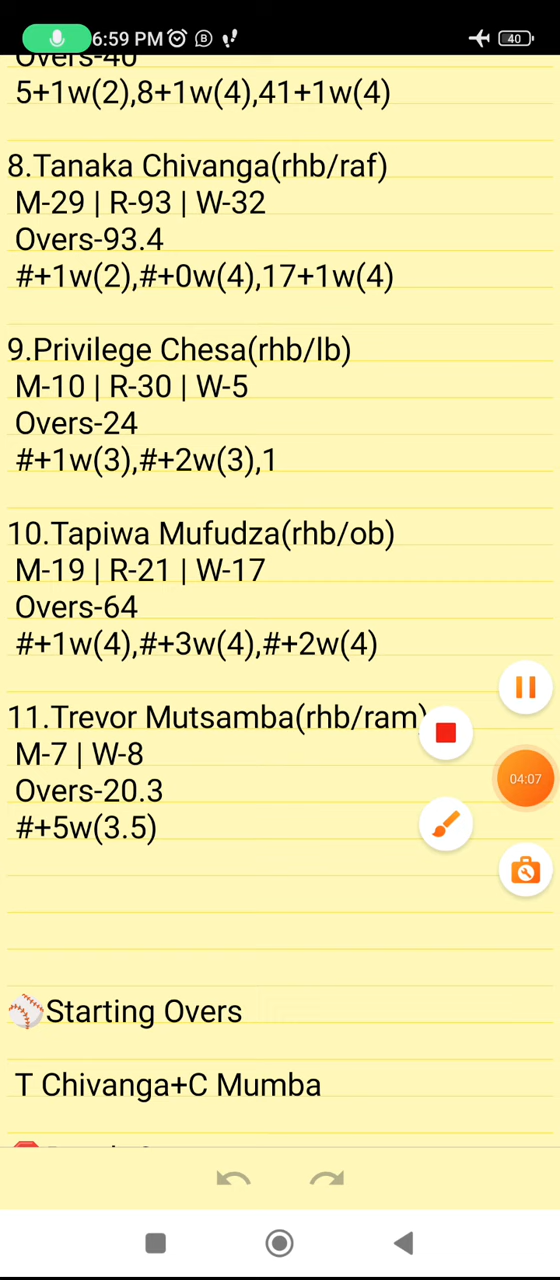 6:59 PM
40
Overs-40
5+1w(2),8+1w(4),41+1w(4)
8.Tanaka Chivanga(rhb/raf)
M-29 | R-93 | W-32
Overs-93.4
#+1w(2),#+0w(4),17+1w(4)
9.Privilege Chesa(rhb/lb)
M-10 | R-30 | W-5
Overs-24
#+1w(3),#+2w(3),1
10.Tapiwa Mufudza(rhb/ob)
M-19 | R-21 | W-17
Overs-64
#+1w(4),#+3w(4),#+2w(4)
11.Trevor Mutsamba(rhb/ram)
M-7 | W-8
04:07
Overs-20.3
#+5w(3.5)
Starting Overs
T Chivanga+C Mumba